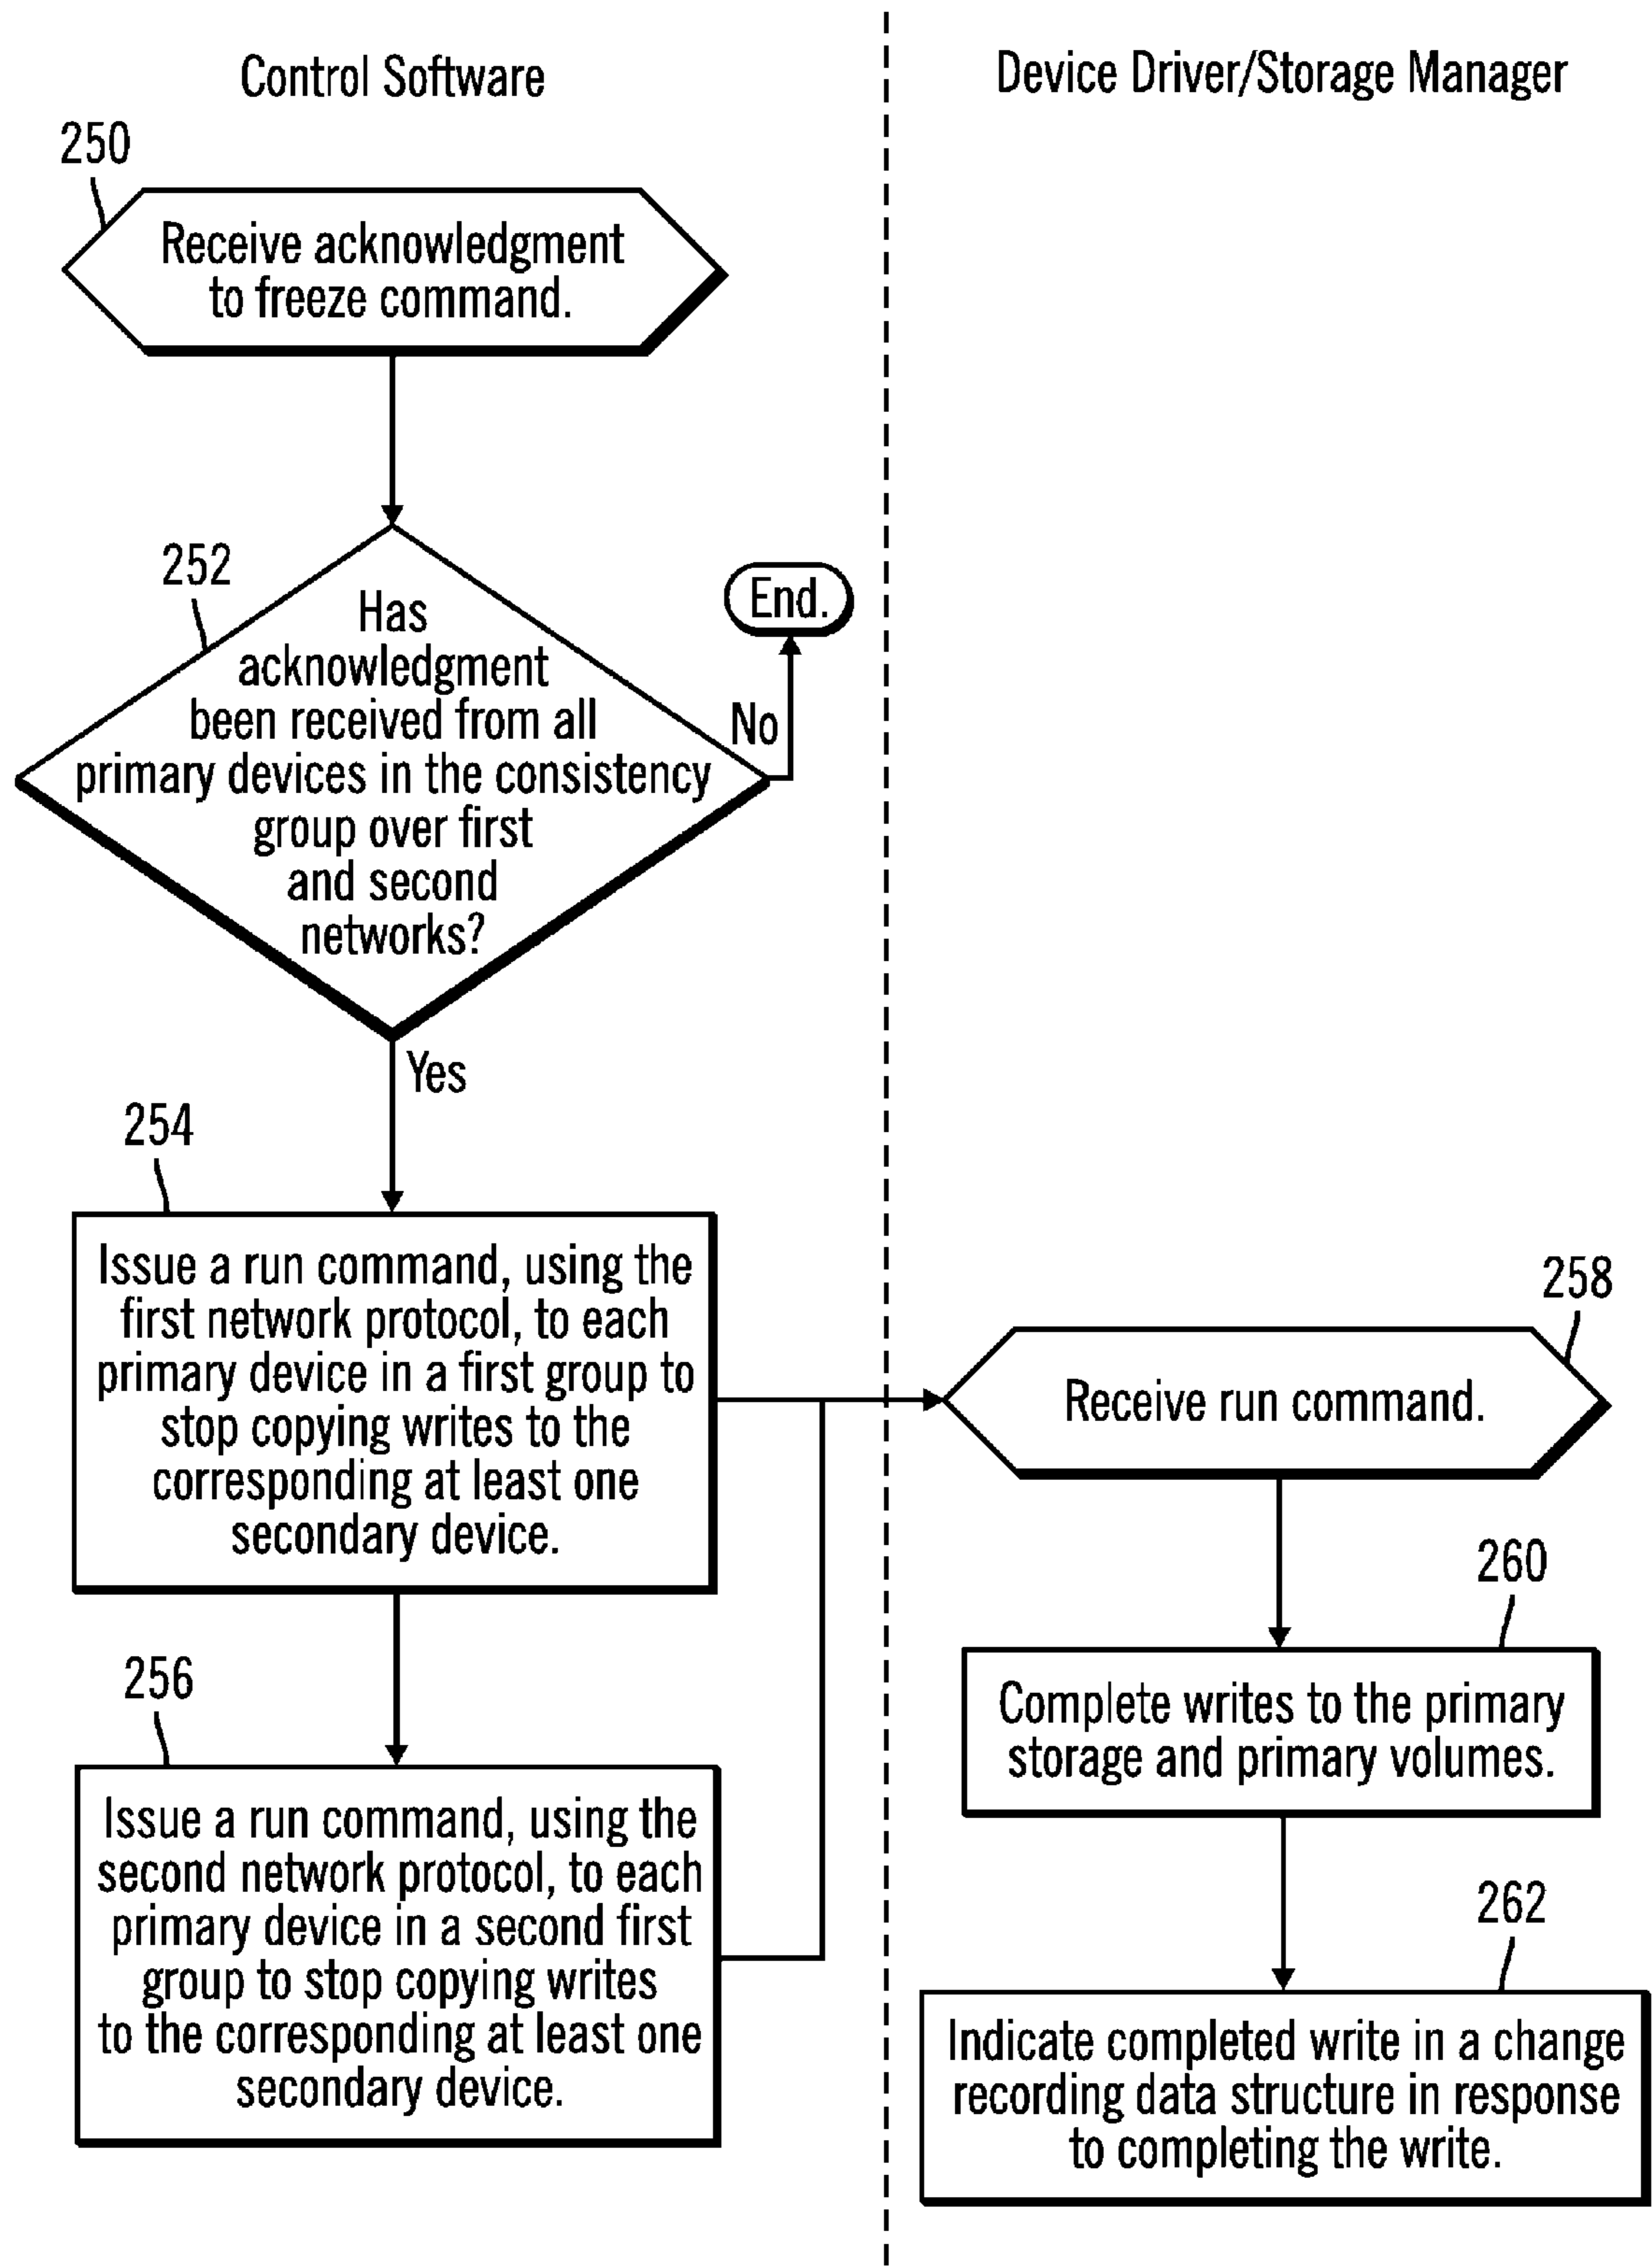 Control Software
Device Driver/Storage Manager
250
Receive acknowledgment
to freeze command.
252
Has
acknowledgment
been received from all
primary devices in the consistency
group over first
and second
networks?
No
End.
Yes
254
Issue a run command, using the
first network protocol, to each
primary device in a first group to
stop copying writes to the
corresponding at least one
secondary device.
256
Issue a run command, using the
second network protocol, to each
primary device in a second first
group to stop copying writes
to the corresponding at least one
secondary device.
258
Receive run command.
260
Complete writes to the primary
storage and primary volumes.
262
Indicate completed write in a change
recording data structure in response
to completing the write.